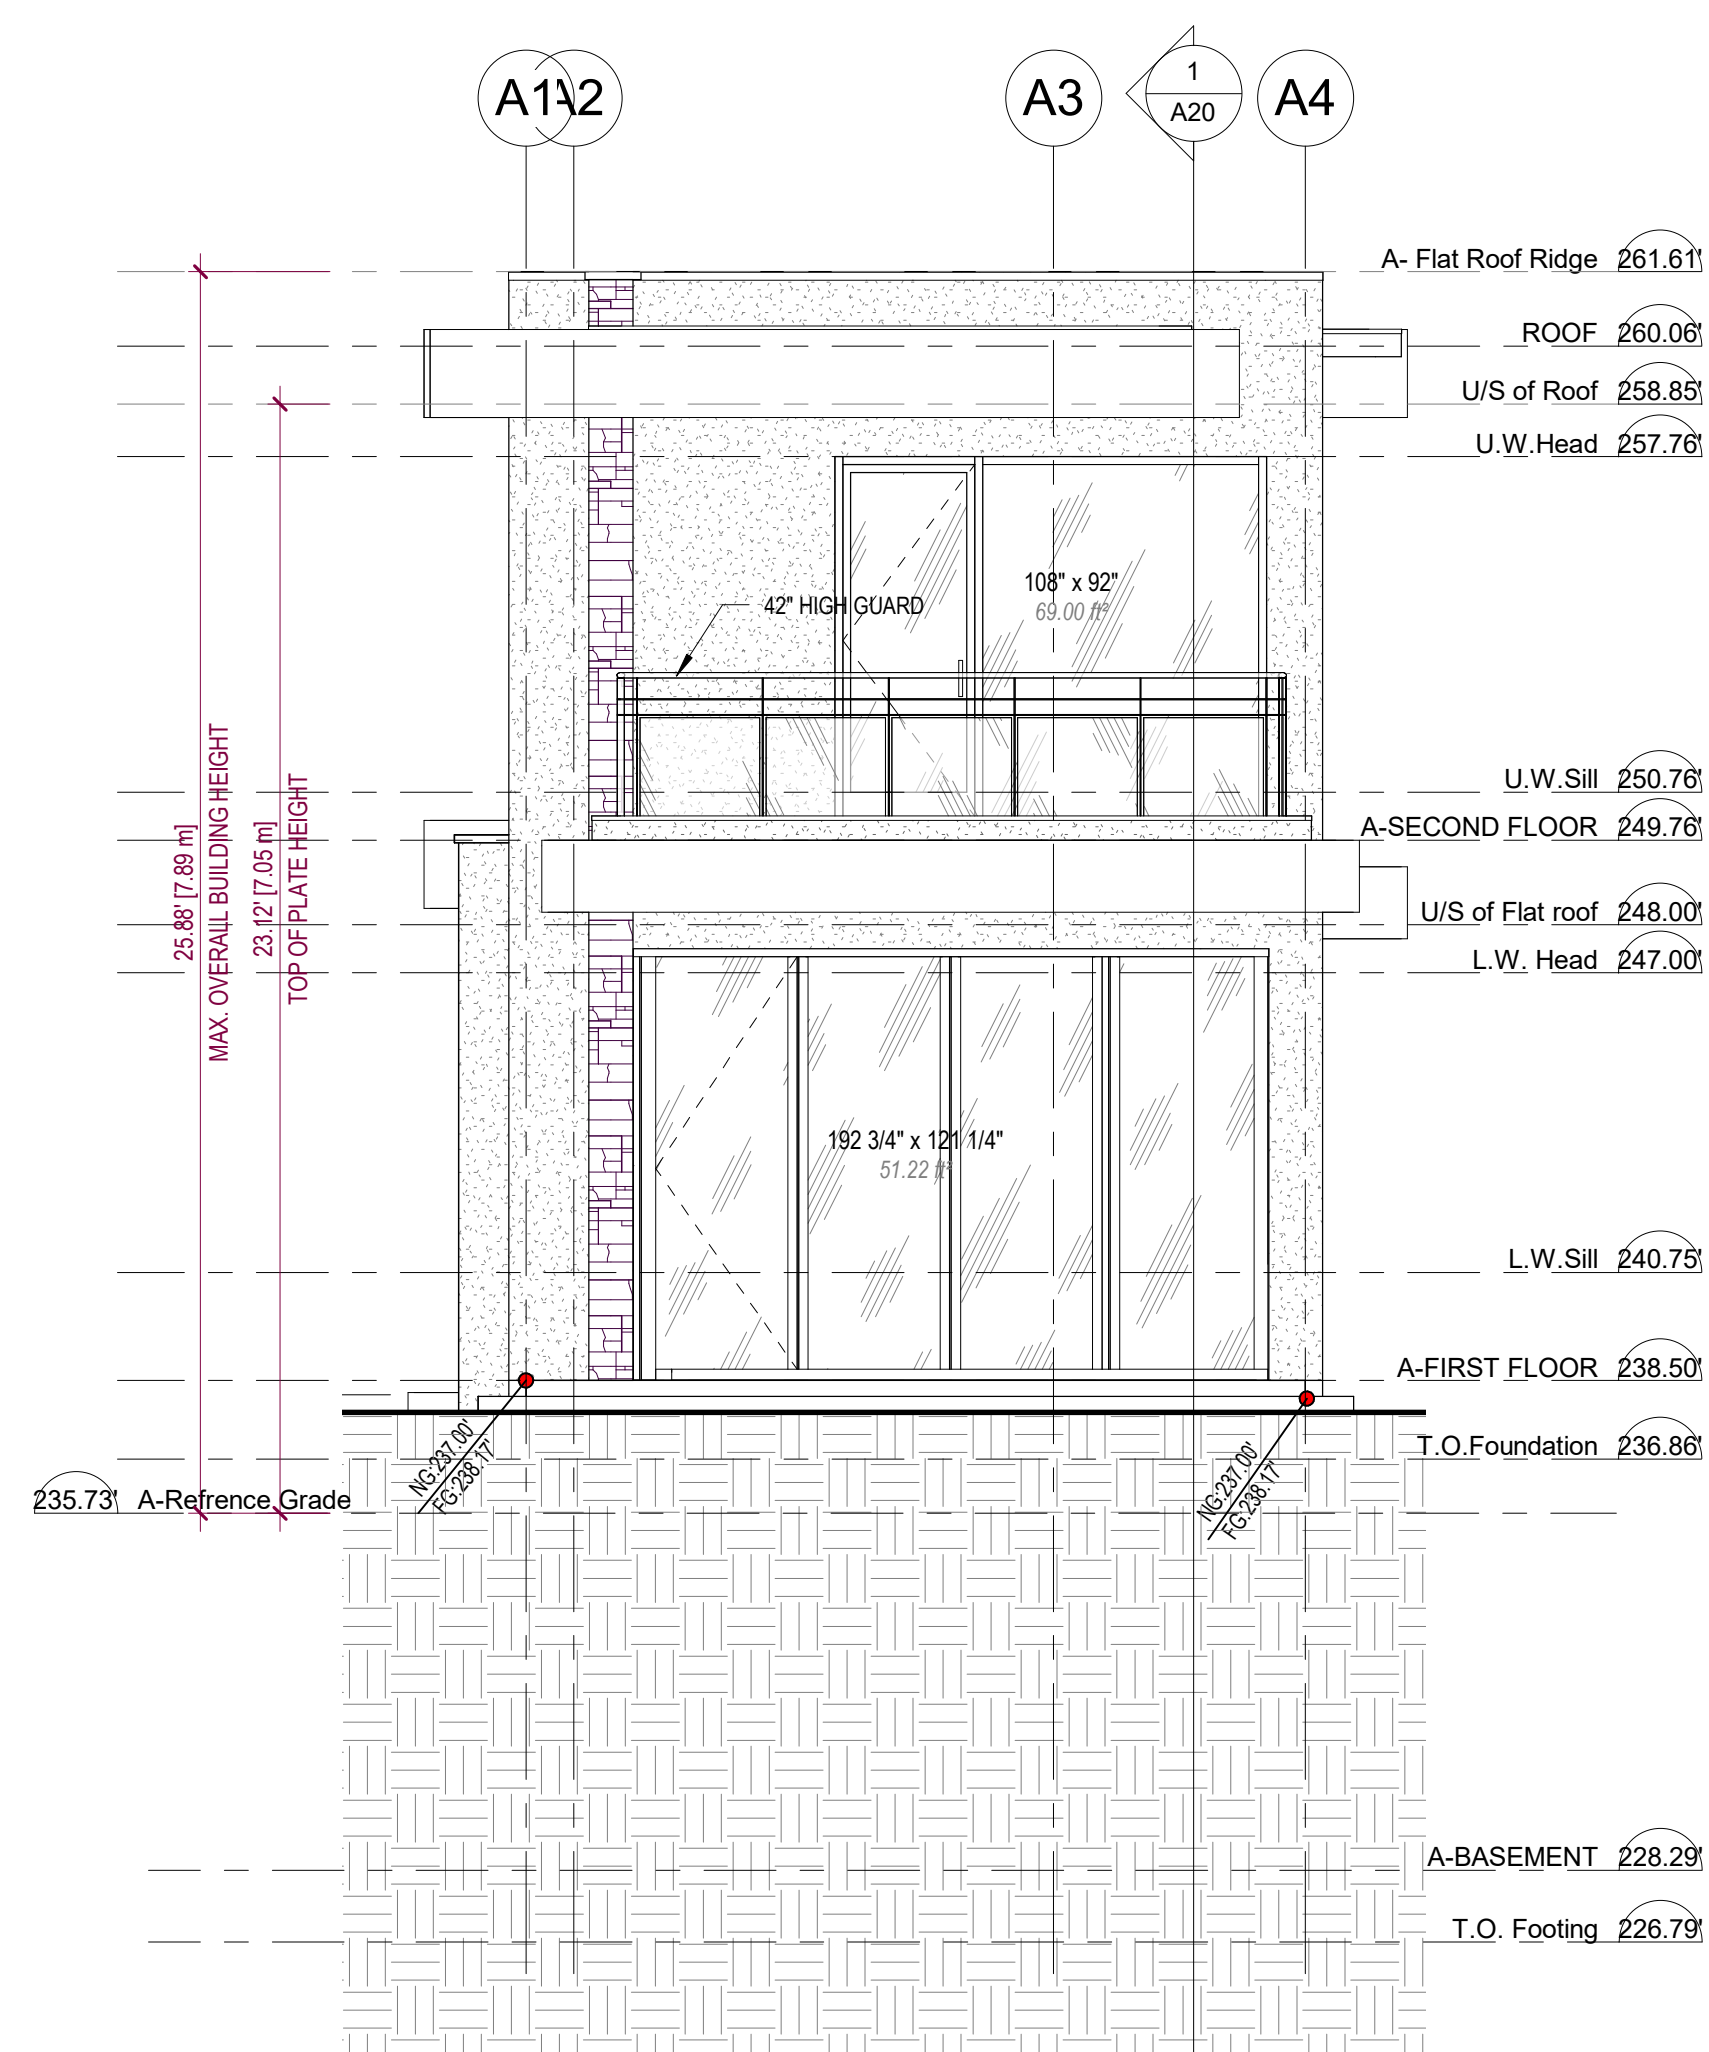 A1
A2
A3
1
A20
A4
A- Flat Roof Ridge 261.61'
ROOF 260.06'
U/S of Roof 258.85'
U.W.Head 257.76'
108" x 92"
69.00 ft²
42" HIGH GUARD
U.W.Sill 250.76'
A-SECOND FLOOR 249.76'
25.88' [7.89 m]
MAX. OVERALL BUILDING HEIGHT
23.12' [7.05 m]
TOP OF PLATE HEIGHT
U/S of Flat roof 248.00'
L.W. Head 247.00'
192 3/4" x 121 1/4"
51.22 ft²
L.W.Sill 240.75'
A-FIRST FLOOR 238.50'
NG:237.00'
FG:238.17'
NG:237.00'
FG:238.17'
T.O.Foundation 236.86'
235.73' A-Refrence Grade
A-BASEMENT 228.29'
T.O. Footing 226.79'